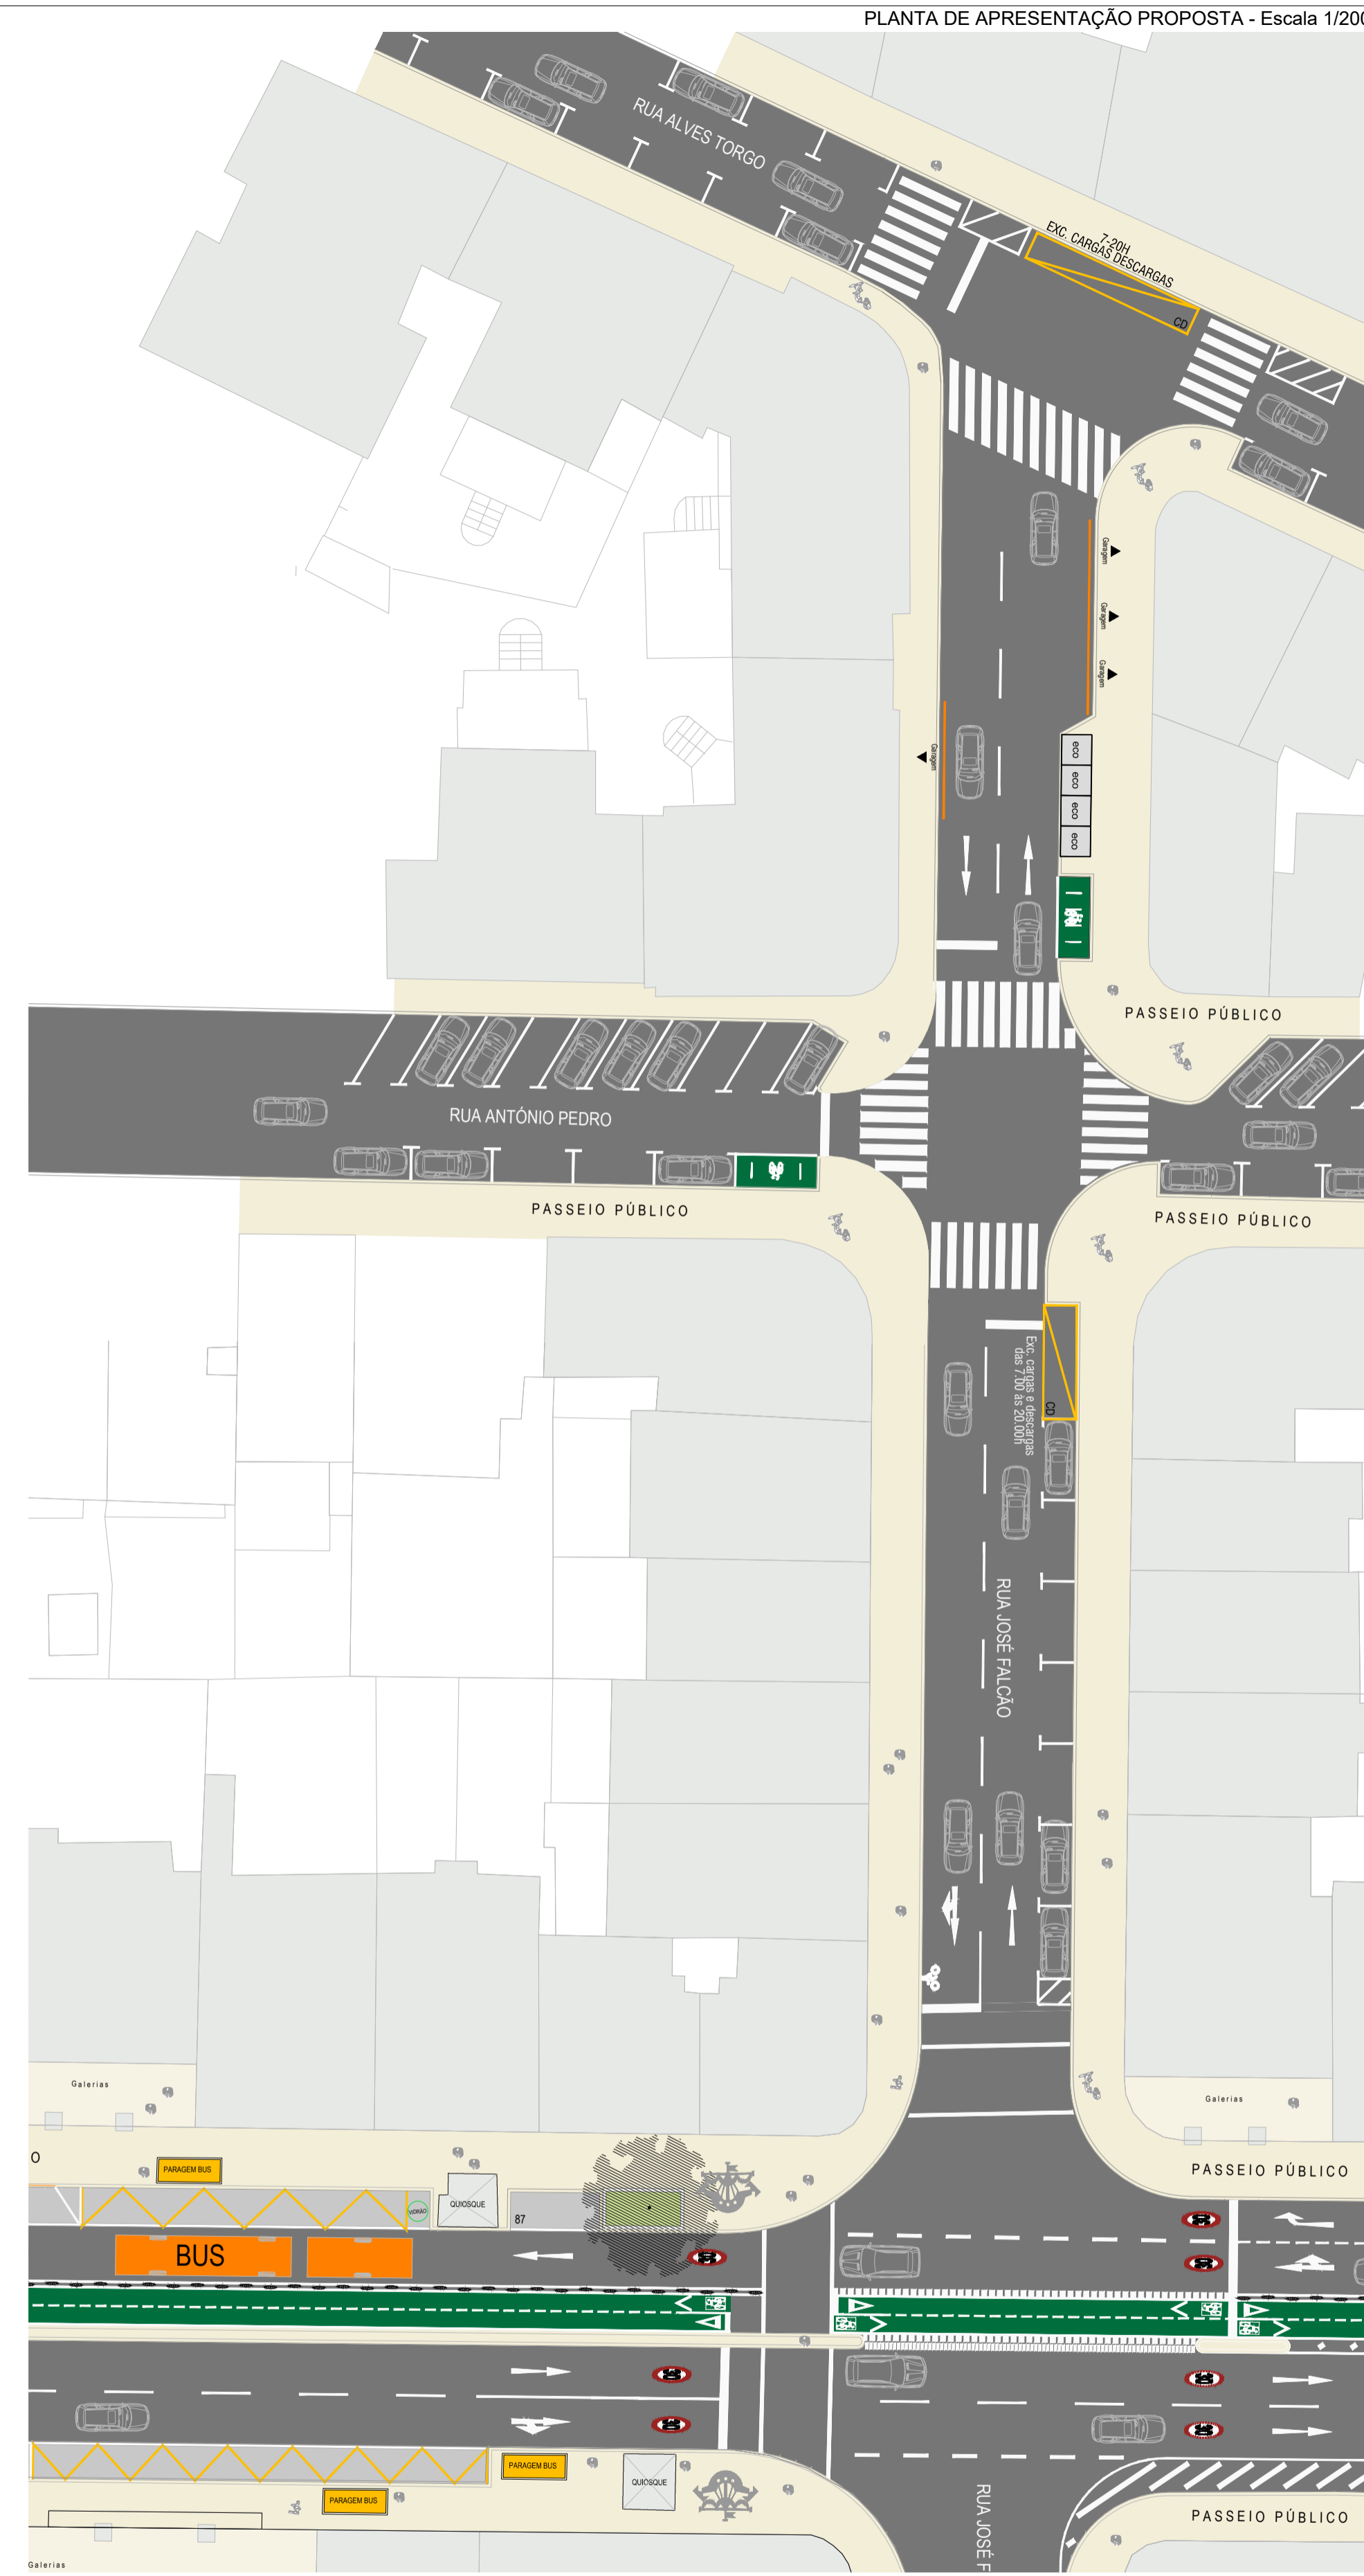 PLANTA DE APRESENTAÇÃO PROPOSTA - Escala 1/200
RUA ALVES TORGO
7-20H
EXC. CARGAS DESCARGAS
CD
Garagem
Garagem
Garagem
Garagem
eco
eco
eco
eco
PASSEIO PÚBLICO
RUA ANTÓNIO PEDRO
PASSEIO PÚBLICO
PASSEIO PÚBLICO
Exc. cargas e descargas
das 7.00 às 20.00h
CD
RUA JOSÉ FALCÃO
Galerias
Galerias
O
PARAGEM BUS
PASSEIO PÚBLICO
QUIOSQUE
VIDRÃO
87
BUS
PARAGEM BUS
QUIOSQUE
PARAGEM BUS
RUA JOSÉ F
PASSEIO PÚBLICO
Galerias